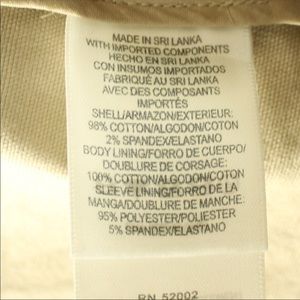 MADE IN SRI LANKA
WITH IMPORTED COMPONENTS
HECHO EN SRI LANKA
CON INSUMOS IMPORTADOS
FABRIQUÉ AU SRI LANKA
AVEC DES COMPOSANTS
IMPORTÉS
SHELL/ARMAZON/EXTERIEUR:
98% COTTON/ALGODON/COTON
2% SPANDEX/ELASTANO
BODY LINING/FORRO DE CUERPO/
DOUBLURE DE CORSAGE:
100% COTTON/ALGODON/COTON
SLEEVE LINING/FORRO DE LA
MANGA/DOUBLURE DE MANCHE:
95% POLYESTER/POLIESTER
5% SPANDEX/ELASTANO
RN 52002